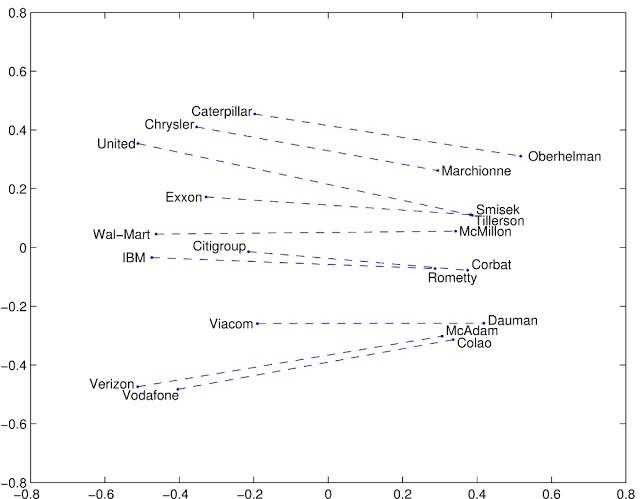 0.8
0.6
0.4
0.2
0
−0.2
−0.4
−0.6
−0.8
Caterpillar
Chrysler
United
Oberhelman
Marchionne
Exxon
Smisek
Tillerson
Wal−Mart
McMillon
Citigroup
IBM
Corbat
Rometty
Viacom
Dauman
McAdam
Colao
Verizon
Vodafone
−0.8 −0.6 −0.4 −0.2 0 0.2 0.4 0.6 0.8